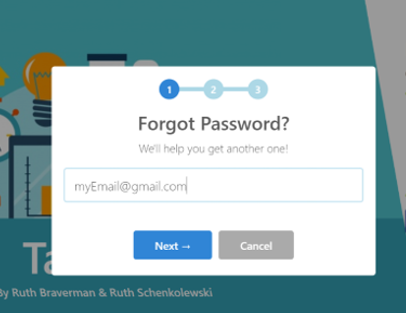 1 2 3
Forgot Password?
We'll help you get another one!
myEmail@gmail.com
Next → Cancel
Ta
By Ruth Braverman & Ruth Schenkolewski